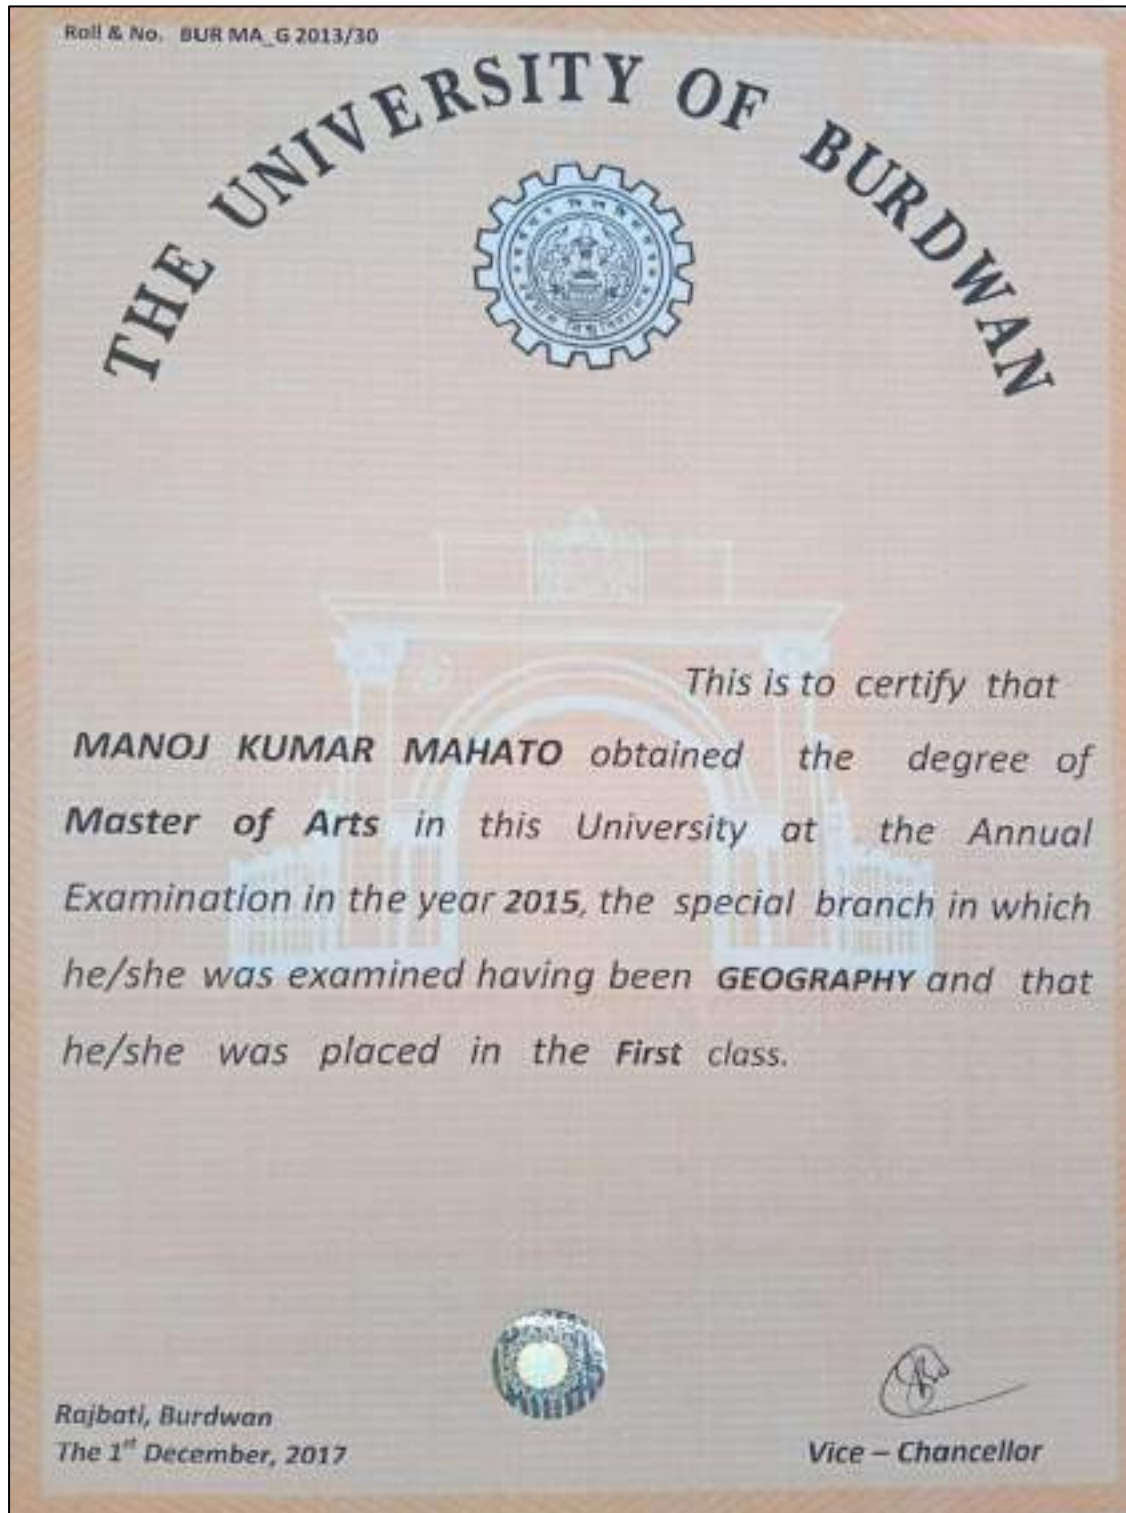 Roll & No. BUR MA_G 2013/30
THE UNIVERSITY OF BURDWAN
This is to certify that
MANOJ KUMAR MAHATO obtained the degree of
Master of Arts in this University at the Annual
Examination in the year 2015, the special branch in which
he/she was examined having been GEOGRAPHY and that
he/she was placed in the First class.
Rajbati, Burdwan
The 1st December, 2017
Vice – Chancellor